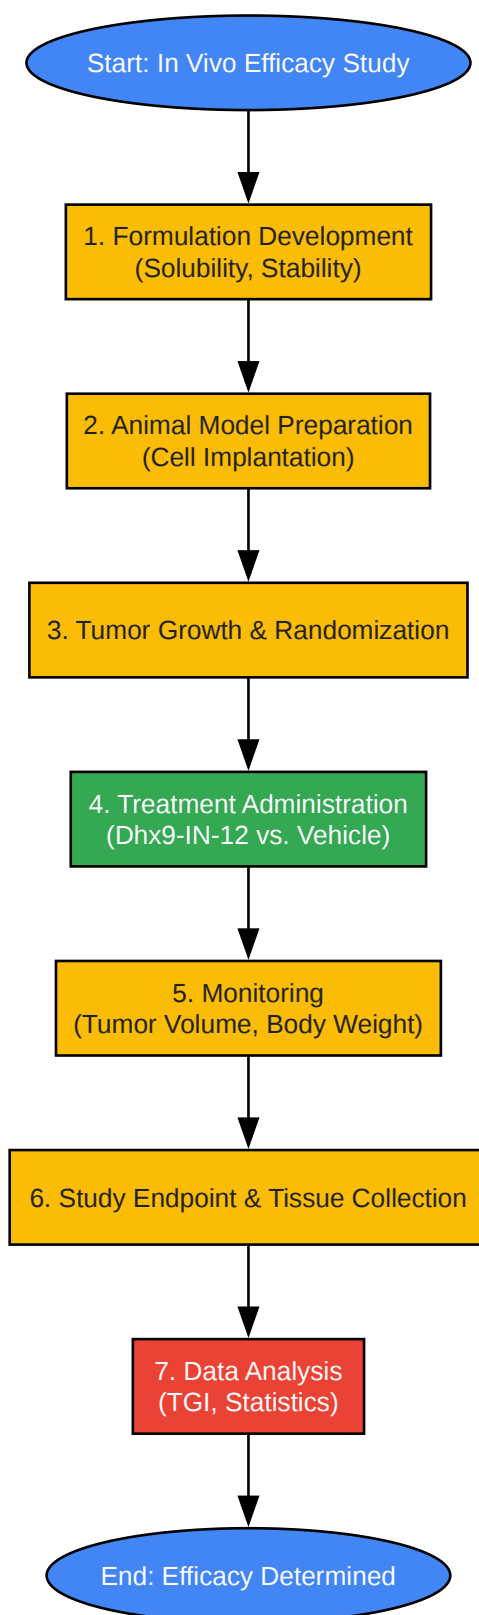 Start: In Vivo Efficacy Study
1. Formulation Development
(Solubility, Stability)
2. Animal Model Preparation
(Cell Implantation)
3. Tumor Growth & Randomization
4. Treatment Administration
(Dhx9-IN-12 vs. Vehicle)
5. Monitoring
(Tumor Volume, Body Weight)
6. Study Endpoint & Tissue Collection
7. Data Analysis
(TGI, Statistics)
End: Efficacy Determined